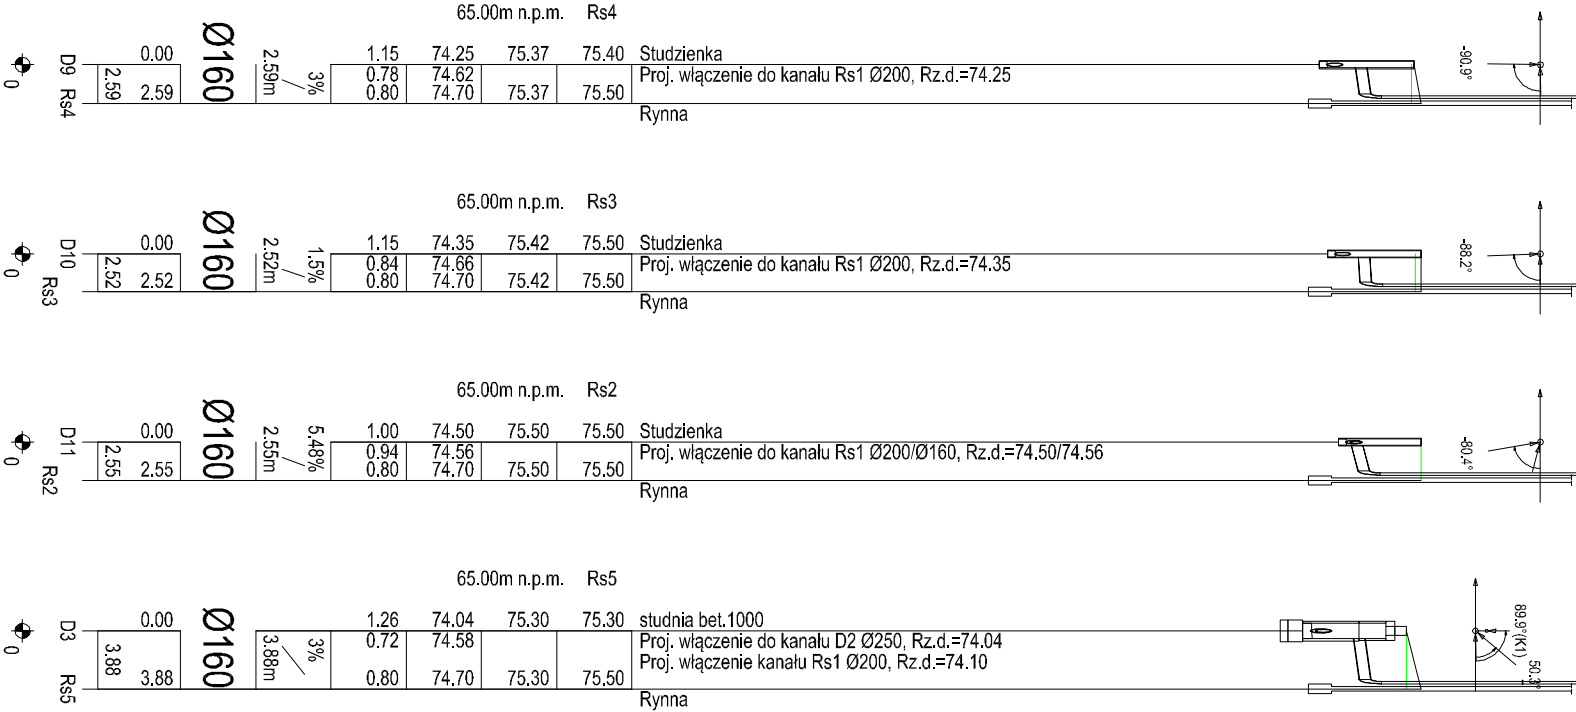 65.00m n.p.m. Rs4
0 D9 0.00 Ø160 2.59m 3% 1.15 74.25 75.37 75.40 Studzienka
2.59 0.78 74.62 Proj. włączenie do kanału Rs1 Ø200, Rz.d.=74.25
Rs4 2.59 0.80 74.70 75.37 75.50
Rynna
-90.9°
65.00m n.p.m. Rs3
0 D10 0.00 Ø160 2.52m 1.5% 1.15 74.35 75.42 75.50 Studzienka
2.52 0.84 74.66 Proj. włączenie do kanału Rs1 Ø200, Rz.d.=74.35
Rs3 2.52 0.80 74.70 75.42 75.50
Rynna
-88.2°
65.00m n.p.m. Rs2
0 D11 0.00 Ø160 2.55m 5.48% 1.00 74.50 75.50 75.50 Studzienka
2.55 0.94 74.56 Proj. włączenie do kanału Rs1 Ø200/Ø160, Rz.d.=74.50/74.56
Rs2 2.55 0.80 74.70 75.50 75.50
Rynna
-80.4°
65.00m n.p.m. Rs5
0 D3 0.00 Ø160 3.88m 3% 1.26 74.04 75.30 75.30 studnia bet.1000
3.88 0.72 74.58 Proj. włączenie do kanału D2 Ø250, Rz.d.=74.04
Proj. włączenie kanału Rs1 Ø200, Rz.d.=74.10
Rs5 3.88 0.80 74.70 75.30 75.50
Rynna
89.9°(K1)
50.3°